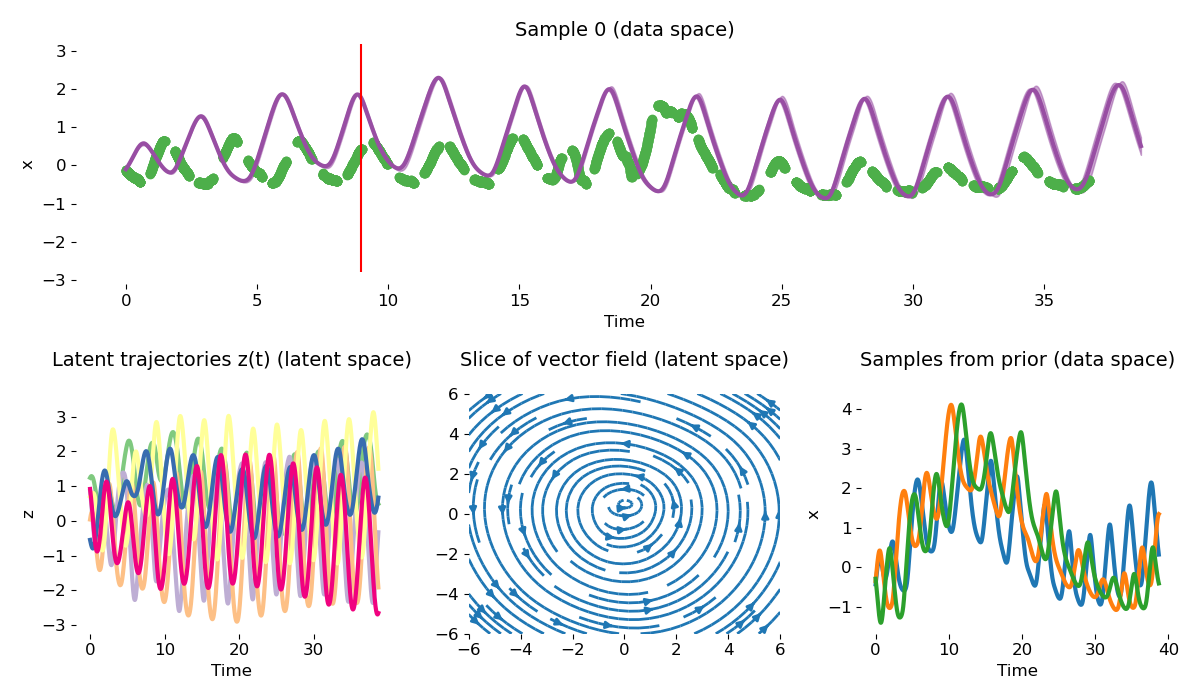 Sample 0 (data space)
3
2
1
0
−1
−2
−3
x
0 5 10 15 20 25 30 35
Time
Latent trajectories z(t) (latent space)
3
2
1
0
−1
−2
−3
z
0 10 20 30
Time
Slice of vector field (latent space)
6
4
2
0
−2
−4
−6
−6 −4 −2 0 2 4 6
Samples from prior (data space)
4
3
2
1
0
−1
x
0 10 20 30 40
Time